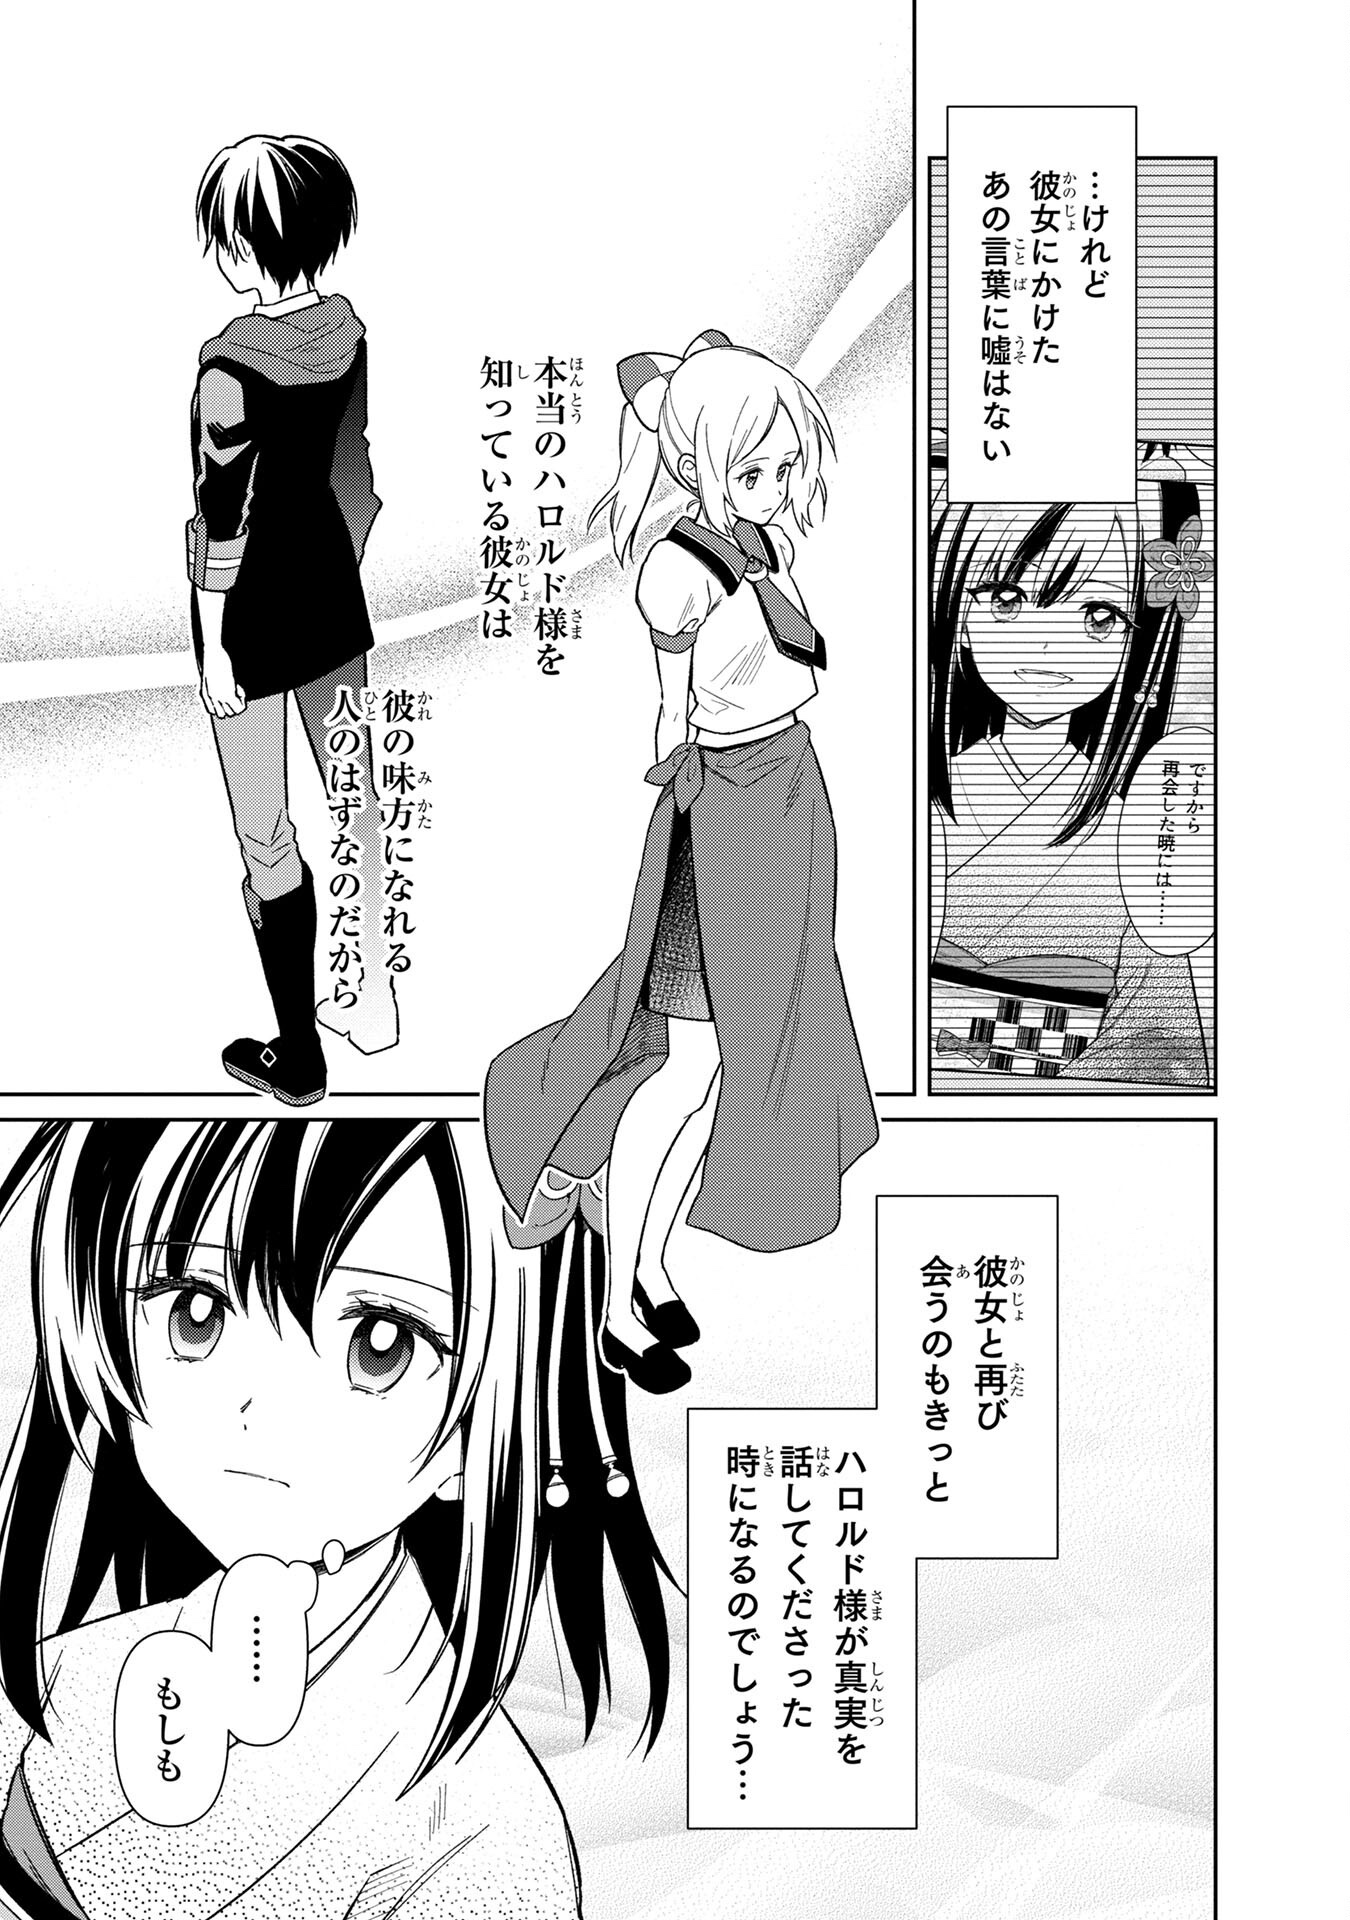 …けれど
彼女にかけた
あの言葉に嘘はない
ですから
再会した暁には……
本当のハロルド様を
知っている彼女は
彼の味方になれる
人のはずなのだから
彼女と再び
会うのもきっと
ハロルド様が真実を
話してくださった
時になるのでしょう…
……
もしも